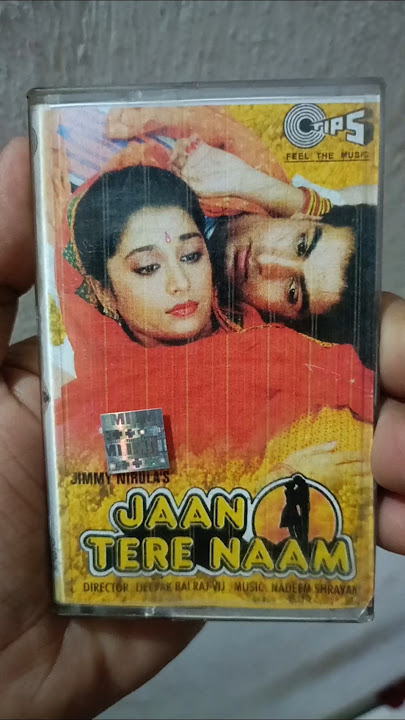 TIPS
FEEL THE MUSIC
JIMMY NIRULA'S
JAAN
TERE NAAM
DIRECTOR DEEPAK BALRAJ VIJ MUSIC NADEEM SHRAVAN